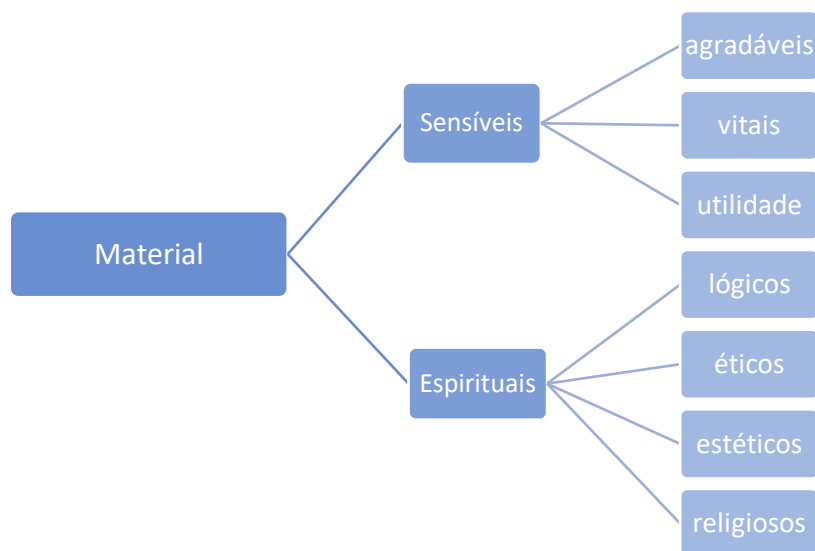 Material
Sensíveis
agradáveis
vitais
utilidade
Espirituais
lógicos
éticos
estéticos
religiosos